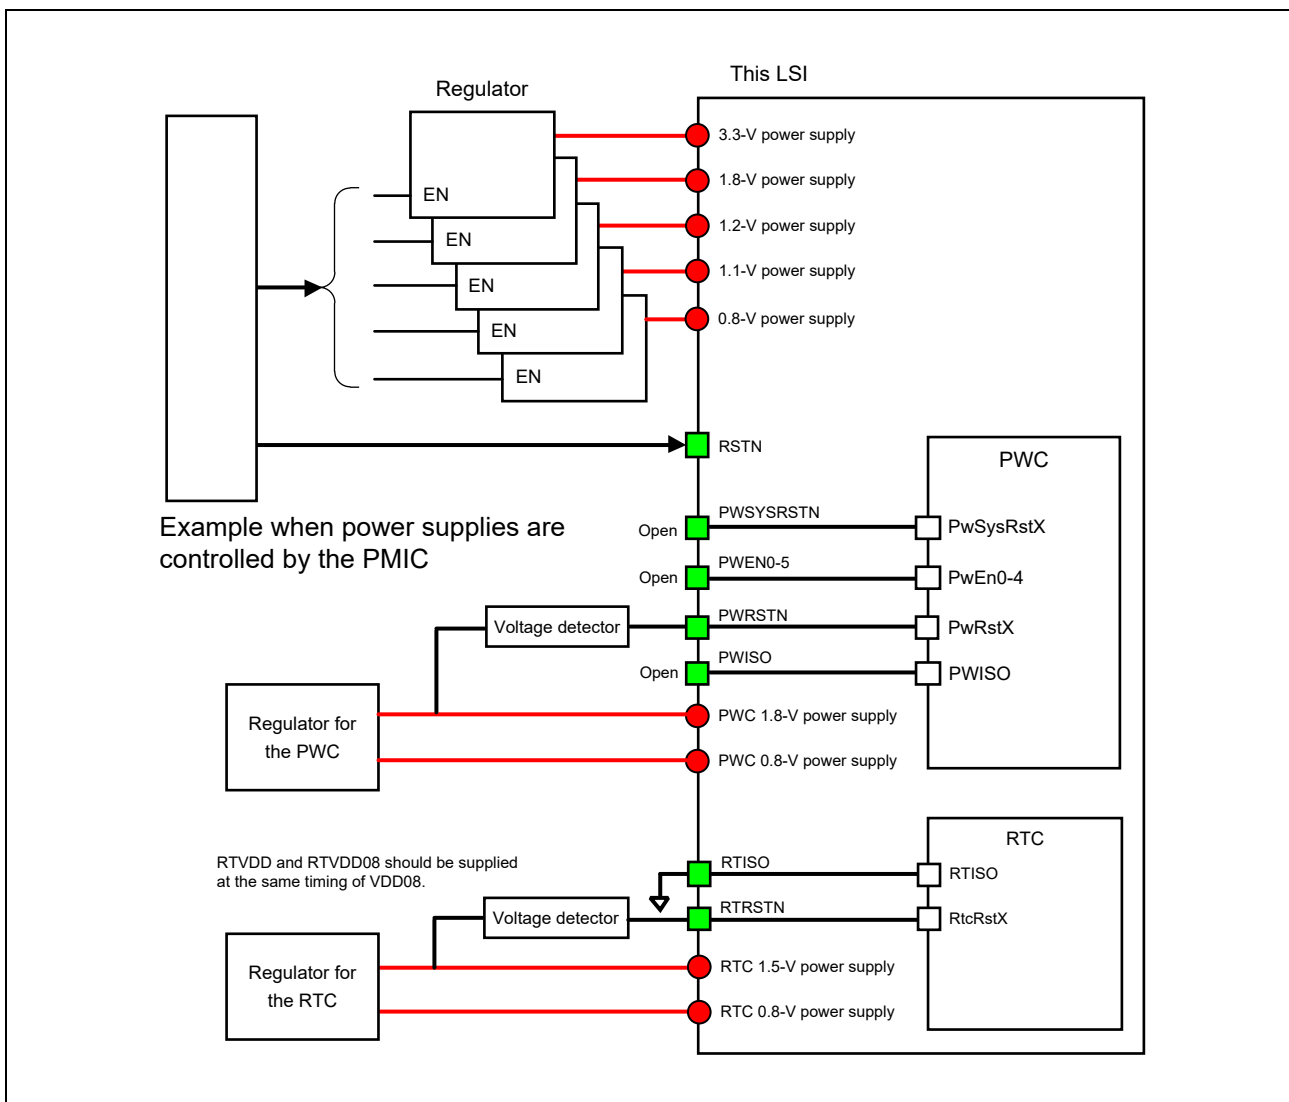 This LSI
Regulator
3.3-V power supply
1.8-V power supply
EN
1.2-V power supply
EN
1.1-V power supply
EN
0.8-V power supply
EN
EN
RSTN
PWC
Example when power supplies are
controlled by the PMIC
Open
PWSYSRSTN
PwSysRstX
Open
PWEN0-5
PwEn0-4
Voltage detector
PWRSTN
PwRstX
Open
PWISO
PWISO
Regulator for
the PWC
PWC 1.8-V power supply
PWC 0.8-V power supply
RTC
RTVDD and RTVDD08 should be supplied
at the same timing of VDD08.
RTISO
RTISO
Voltage detector
RTRSTN
RtcRstX
Regulator for
the RTC
RTC 1.5-V power supply
RTC 0.8-V power supply